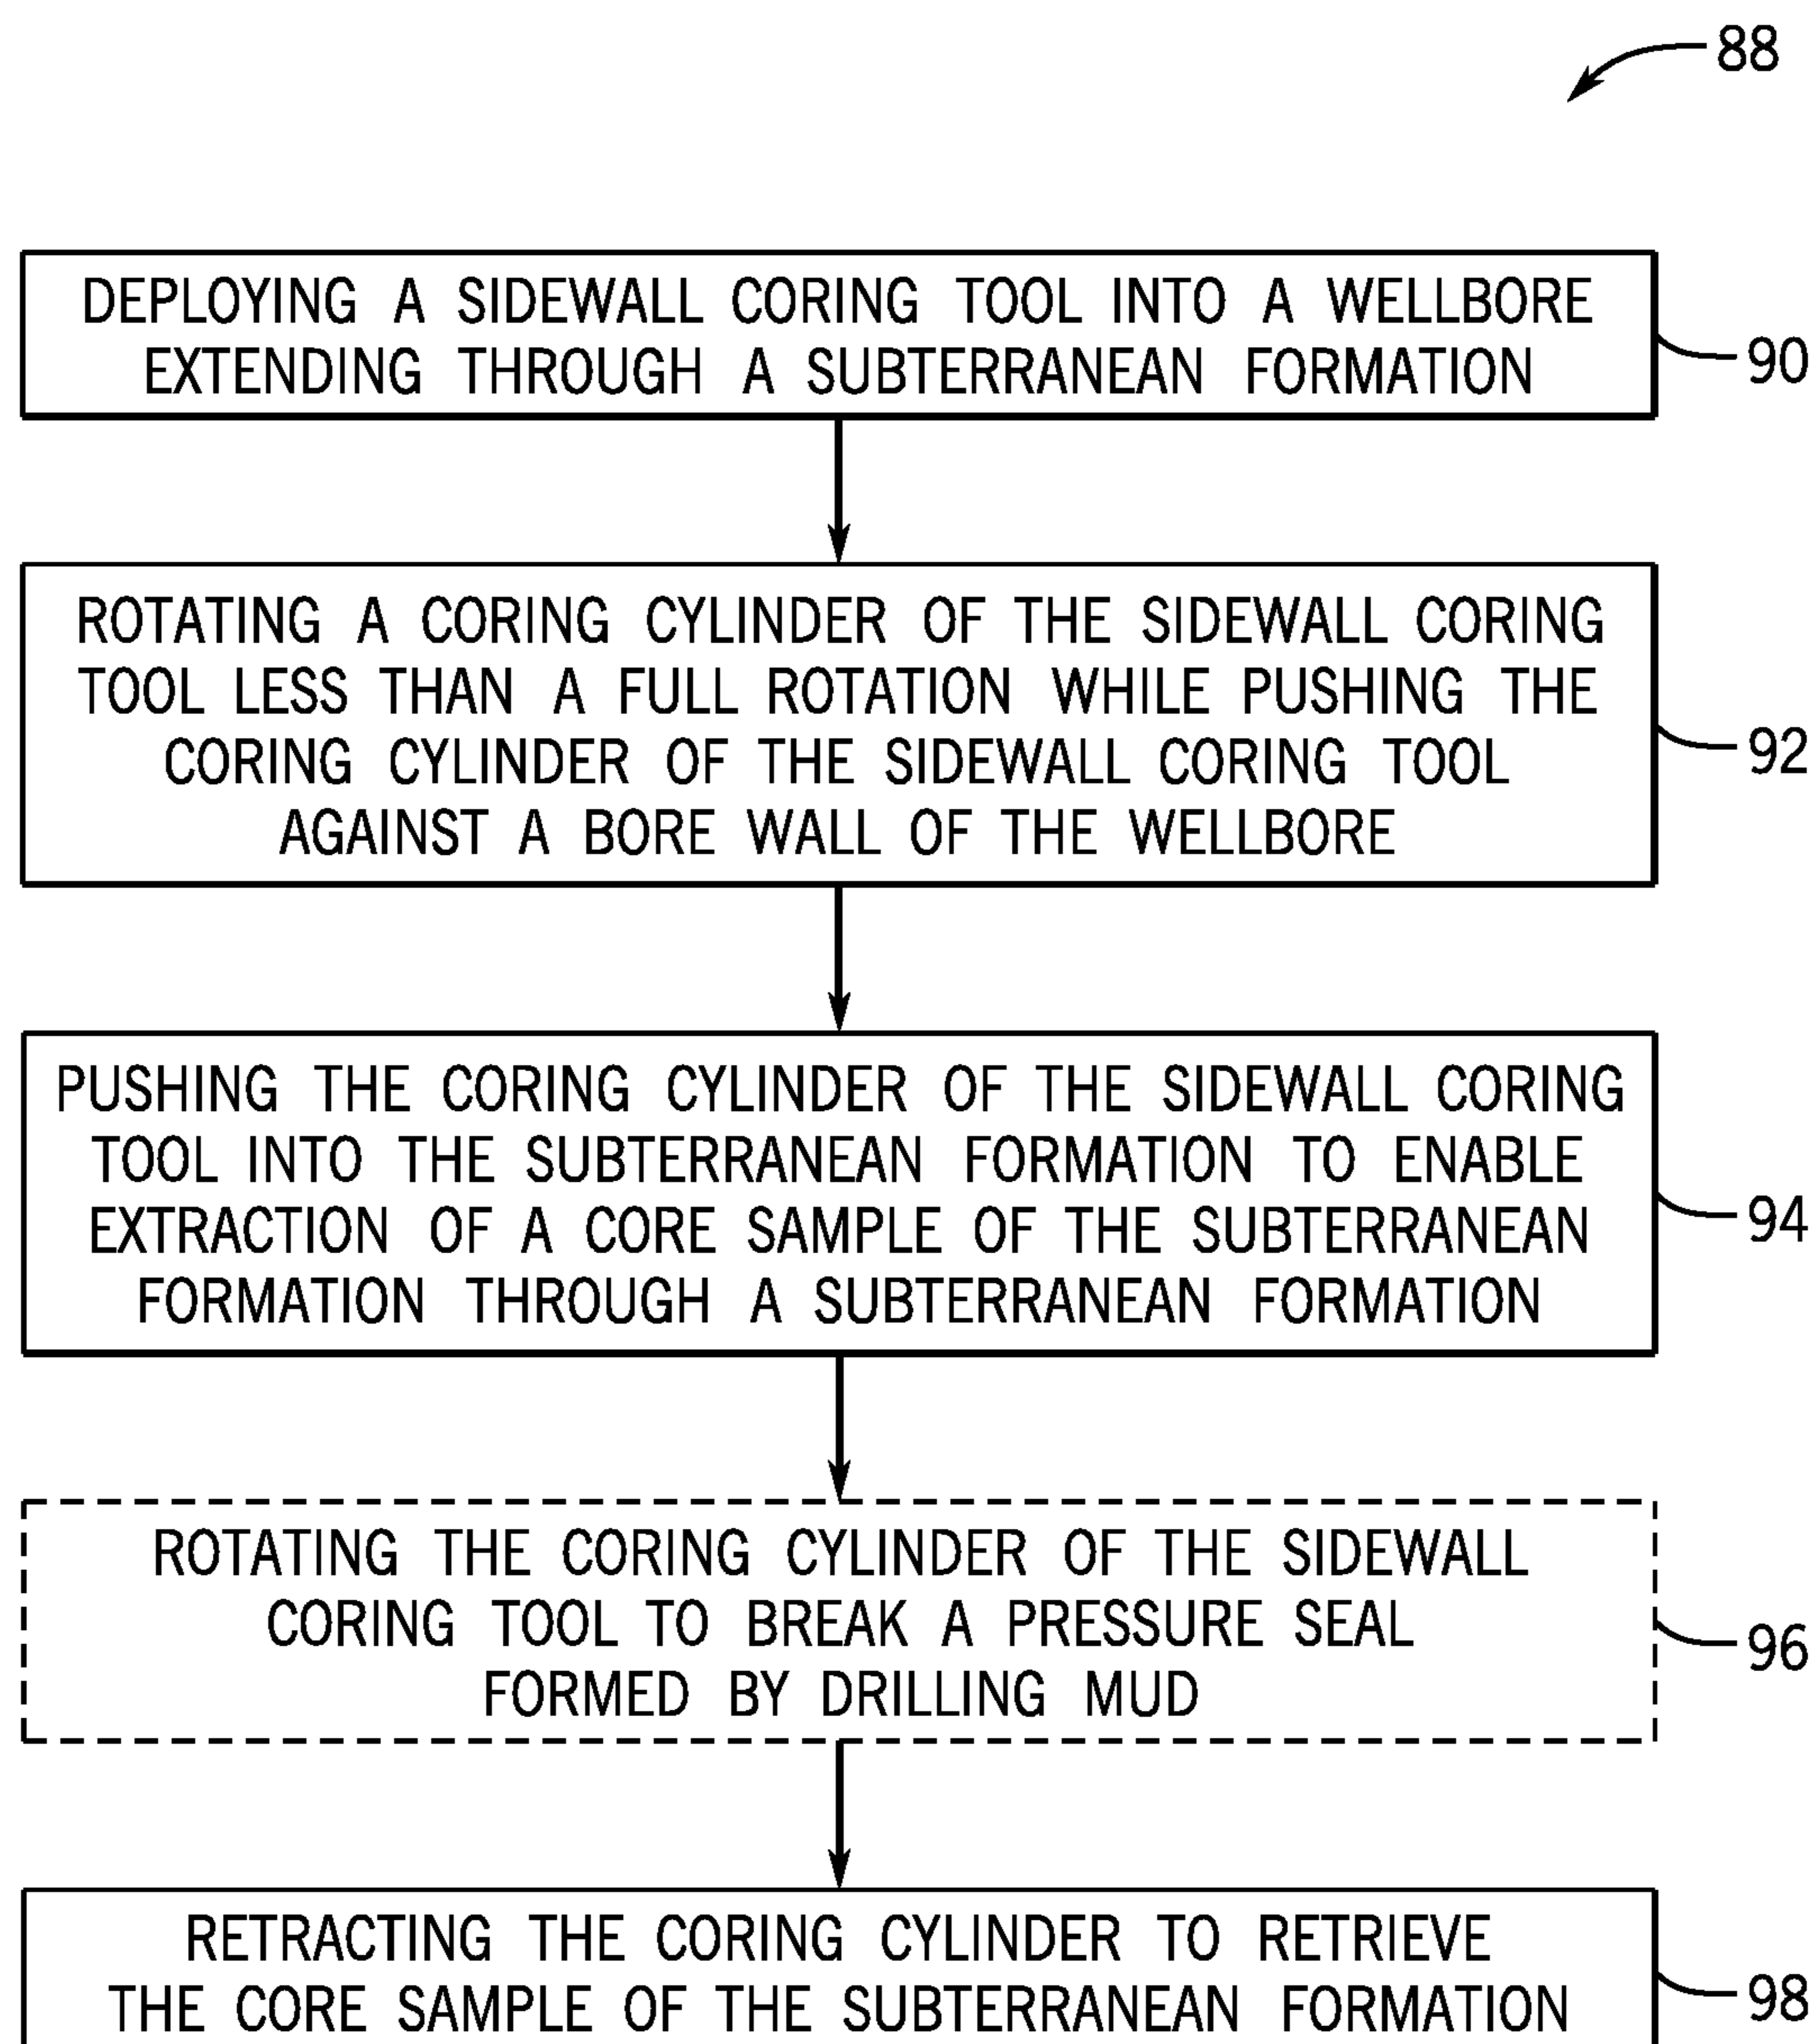 88
DEPLOYING A SIDEWALL CORING TOOL INTO A WELLBORE
EXTENDING THROUGH A SUBTERRANEAN FORMATION
90
ROTATING A CORING CYLINDER OF THE SIDEWALL CORING
TOOL LESS THAN A FULL ROTATION WHILE PUSHING THE
CORING CYLINDER OF THE SIDEWALL CORING TOOL
AGAINST A BORE WALL OF THE WELLBORE
92
PUSHING THE CORING CYLINDER OF THE SIDEWALL CORING
TOOL INTO THE SUBTERRANEAN FORMATION TO ENABLE
EXTRACTION OF A CORE SAMPLE OF THE SUBTERRANEAN
FORMATION THROUGH A SUBTERRANEAN FORMATION
94
ROTATING THE CORING CYLINDER OF THE SIDEWALL
CORING TOOL TO BREAK A PRESSURE SEAL
FORMED BY DRILLING MUD
96
RETRACTING THE CORING CYLINDER TO RETRIEVE
THE CORE SAMPLE OF THE SUBTERRANEAN FORMATION
98